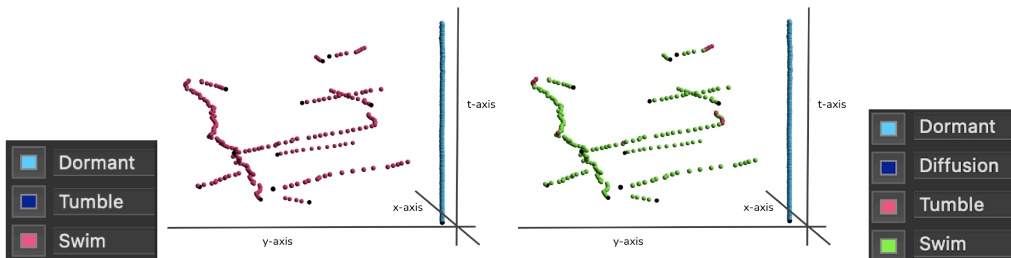 Dormant
Tumble
Swim
t-axis
x-axis
y-axis
t-axis
x-axis
y-axis
Dormant
Diffusion
Tumble
Swim